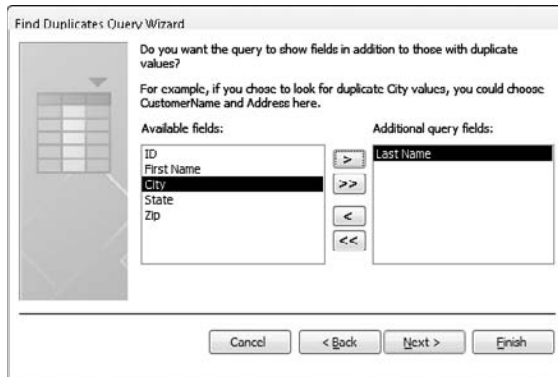 Find Duplicates Query Wizard
Do you want the query to show fields in addition to those with duplicate
values?
For example, if you chose to look for duplicate City values, you could choose
CustomerName and Address here.
Available fields:
Additional query fields:
ID
First Name
City
State
Zip
>
>>
<
<<
Last Name
Cancel
< Back
Next >
Finish